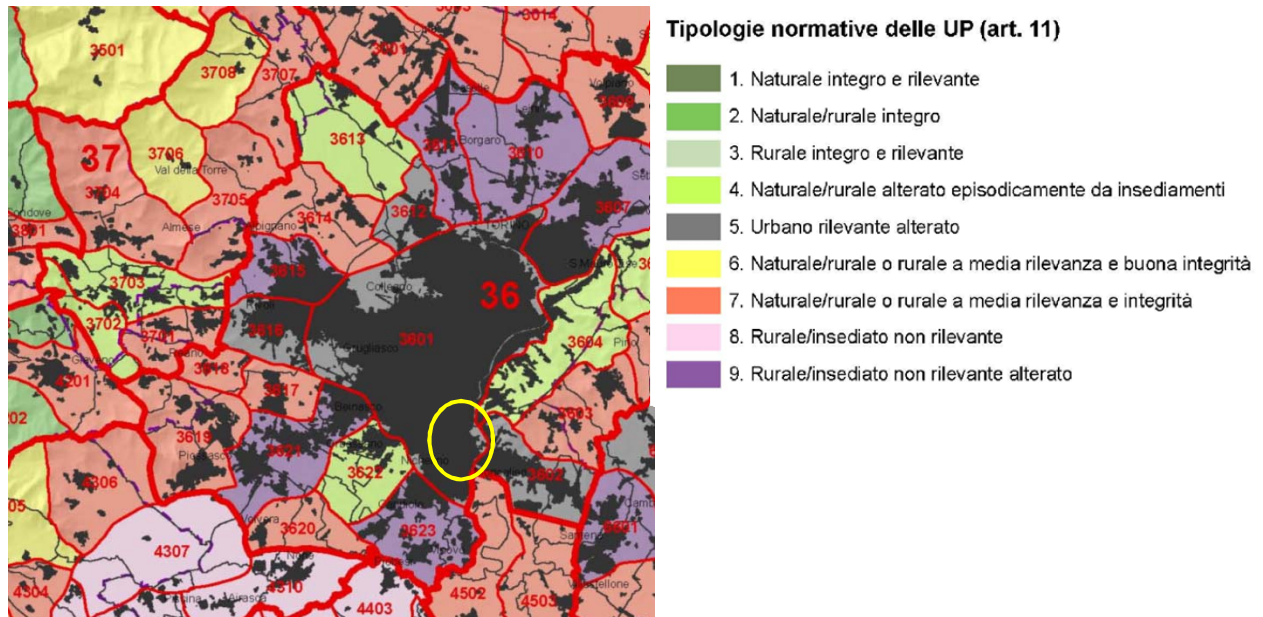 Tipologie normative delle UP (art. 11)
1. Naturale integro e rilevante
2. Naturale/rurale integro
3. Rurale integro e rilevante
4. Naturale/rurale alterato episodicamente da insediamenti
5. Urbano rilevante alterato
6. Naturale/rurale o rurale a media rilevanza e buona integrità
7. Naturale/rurale o rurale a media rilevanza e integrità
8. Rurale/insediato non rilevante
9. Rurale/insediato non rilevante alterato
3501
3708
3707
3014
3613
Borgaro
3610
37
3706
Val della Torre
3704
3705
3614
3612
3607
Almese
3615
36
Collegno
3703
3702
3701
3618
3601
Grugliasco
3604
Pino
4201
3617
3603
3619
3621
3622
3602
4306
3620
3623
4307
4310
4304
4403
4502
4503
Airasca